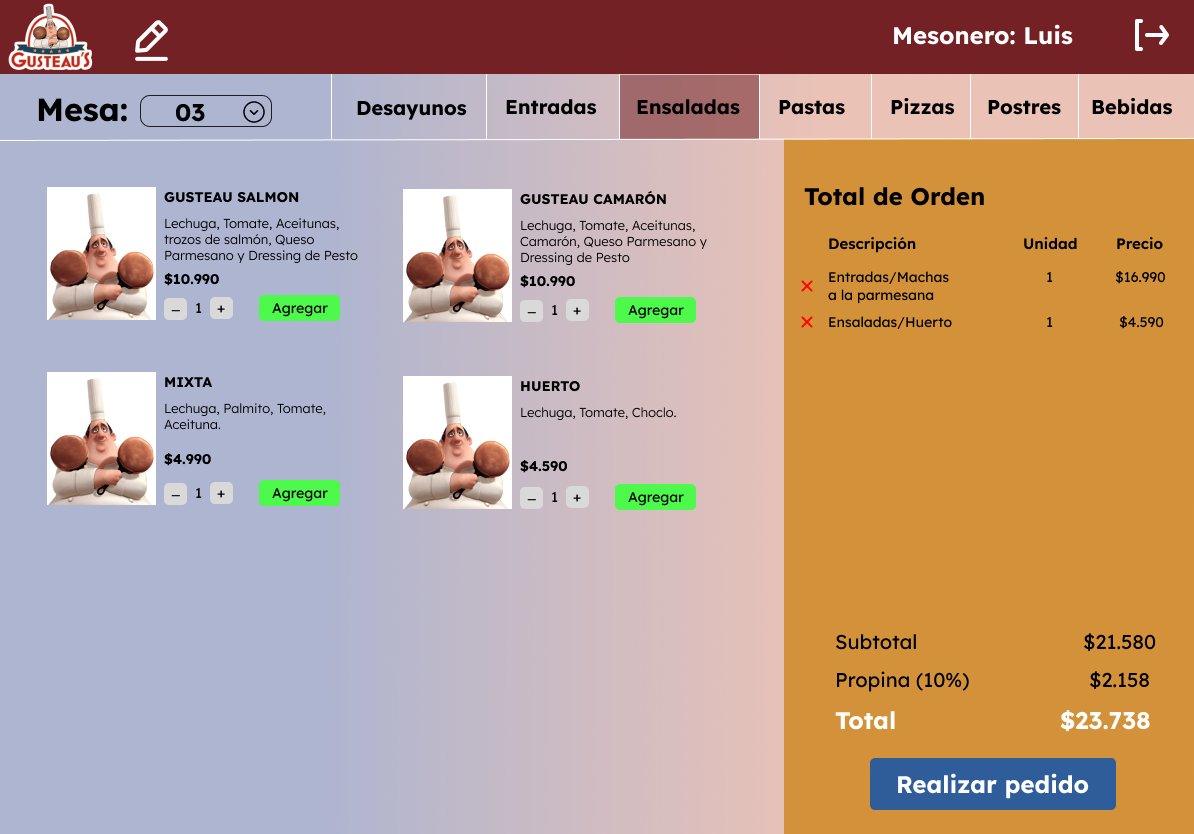 GUSTEAU'S
Mesonero: Luis
Mesa: 03
Desayunos
Entradas
Ensaladas
Pastas
Pizzas
Postres
Bebidas
GUSTEAU SALMON
Lechuga, Tomate, Aceitunas,
trozos de salmón, Queso
Parmesano y Dressing de Pesto
$10.990
– 1 +
Agregar
GUSTEAU CAMARÓN
Lechuga, Tomate, Aceitunas,
Camarón, Queso Parmesano y
Dressing de Pesto
$10.990
– 1 +
Agregar
MIXTA
Lechuga, Palmito, Tomate,
Aceituna.
$4.990
– 1 +
Agregar
HUERTO
Lechuga, Tomate, Choclo.
$4.590
– 1 +
Agregar
Total de Orden
Descripción Unidad Precio
Entradas/Machas 1 $16.990
a la parmesana
Ensaladas/Huerto 1 $4.590
Subtotal $21.580
Propina (10%) $2.158
Total $23.738
Realizar pedido